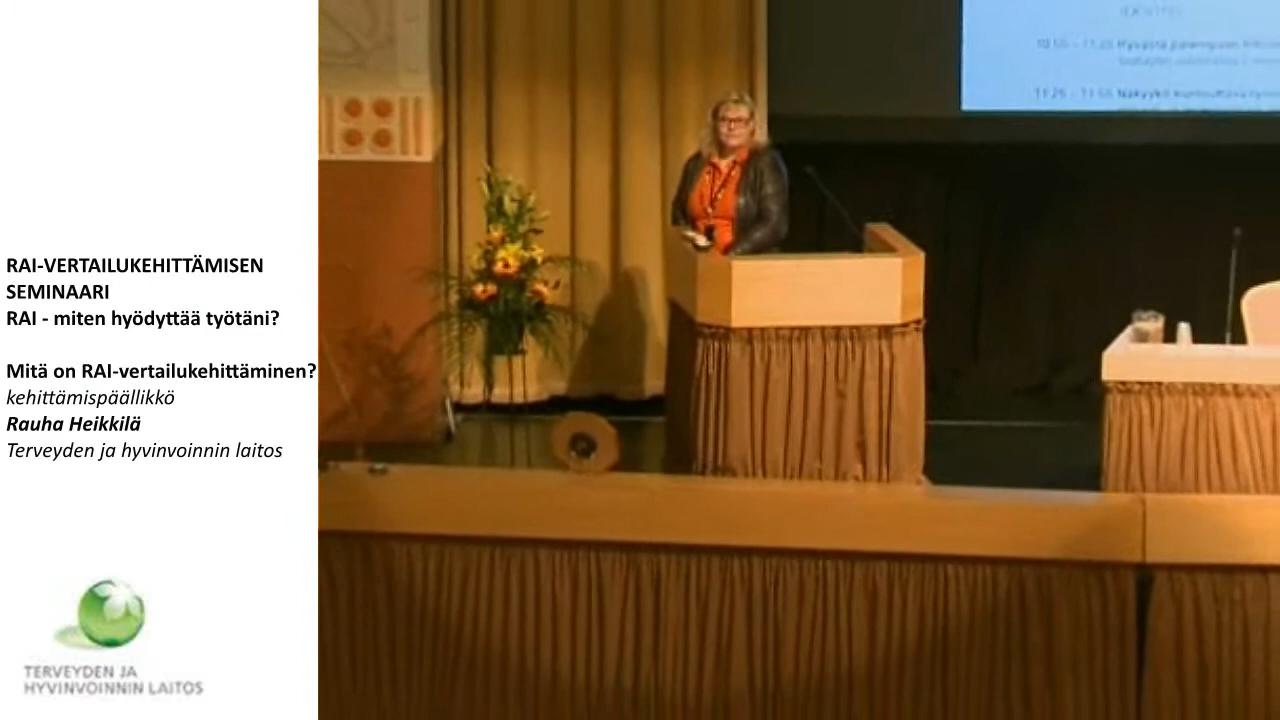 RAI-VERTAILUKEHITTÄMISEN
SEMINAARI
RAI - miten hyödyttää työtäni?
Mitä on RAI-vertailukehittäminen?
kehittämispäällikkö
Rauha Heikkilä
Terveyden ja hyvinvoinnin laitos
TERVEYDEN JA
HYVINVOINNIN LAITOS